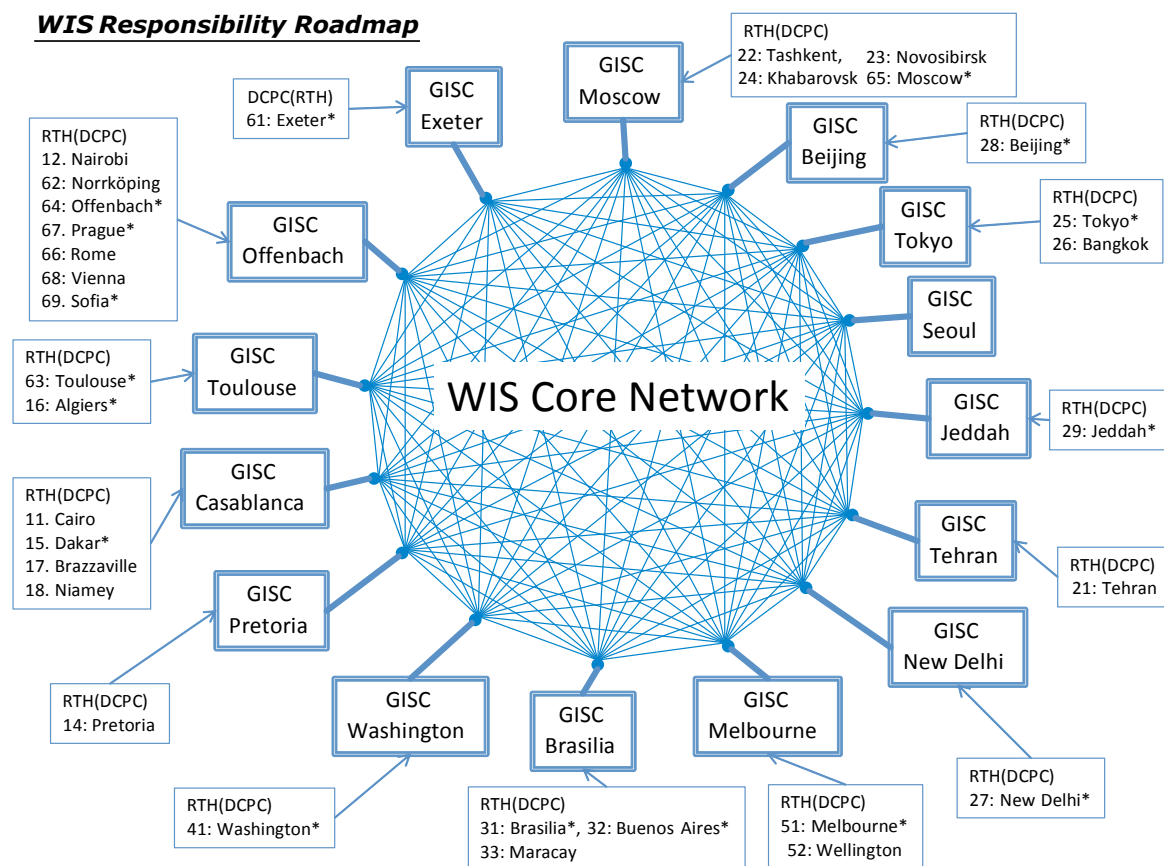 WIS Responsibility Roadmap
RTH(DCPC)
22: Tashkent, 23: Novosibirsk
24: Khabarovsk 65: Moscow*
GISC
Moscow
DCPC(RTH)
61: Exeter*
GISC
Exeter
GISC
Beijing
RTH(DCPC)
28: Beijing*
RTH(DCPC)
12. Nairobi
62: Norrköping
64: Offenbach*
67. Prague*
66: Rome
68: Vienna
69. Sofia*
GISC
Offenbach
GISC
Tokyo
RTH(DCPC)
25: Tokyo*
26: Bangkok
GISC
Seoul
RTH(DCPC)
63: Toulouse*
16: Algiers*
GISC
Toulouse
WIS Core Network
GISC
Jeddah
RTH(DCPC)
29: Jeddah*
GISC
Casablanca
RTH(DCPC)
11. Cairo
15. Dakar*
17. Brazzaville
18. Niamey
GISC
Tehran
RTH(DCPC)
21: Tehran
GISC
Pretoria
RTH(DCPC)
14: Pretoria
GISC
New Delhi
RTH(DCPC)
27: New Delhi*
GISC
Washington
RTH(DCPC)
41: Washington*
GISC
Brasilia
RTH(DCPC)
31: Brasilia*, 32: Buenos Aires*
33: Maracay
GISC
Melbourne
RTH(DCPC)
51: Melbourne*
52: Wellington